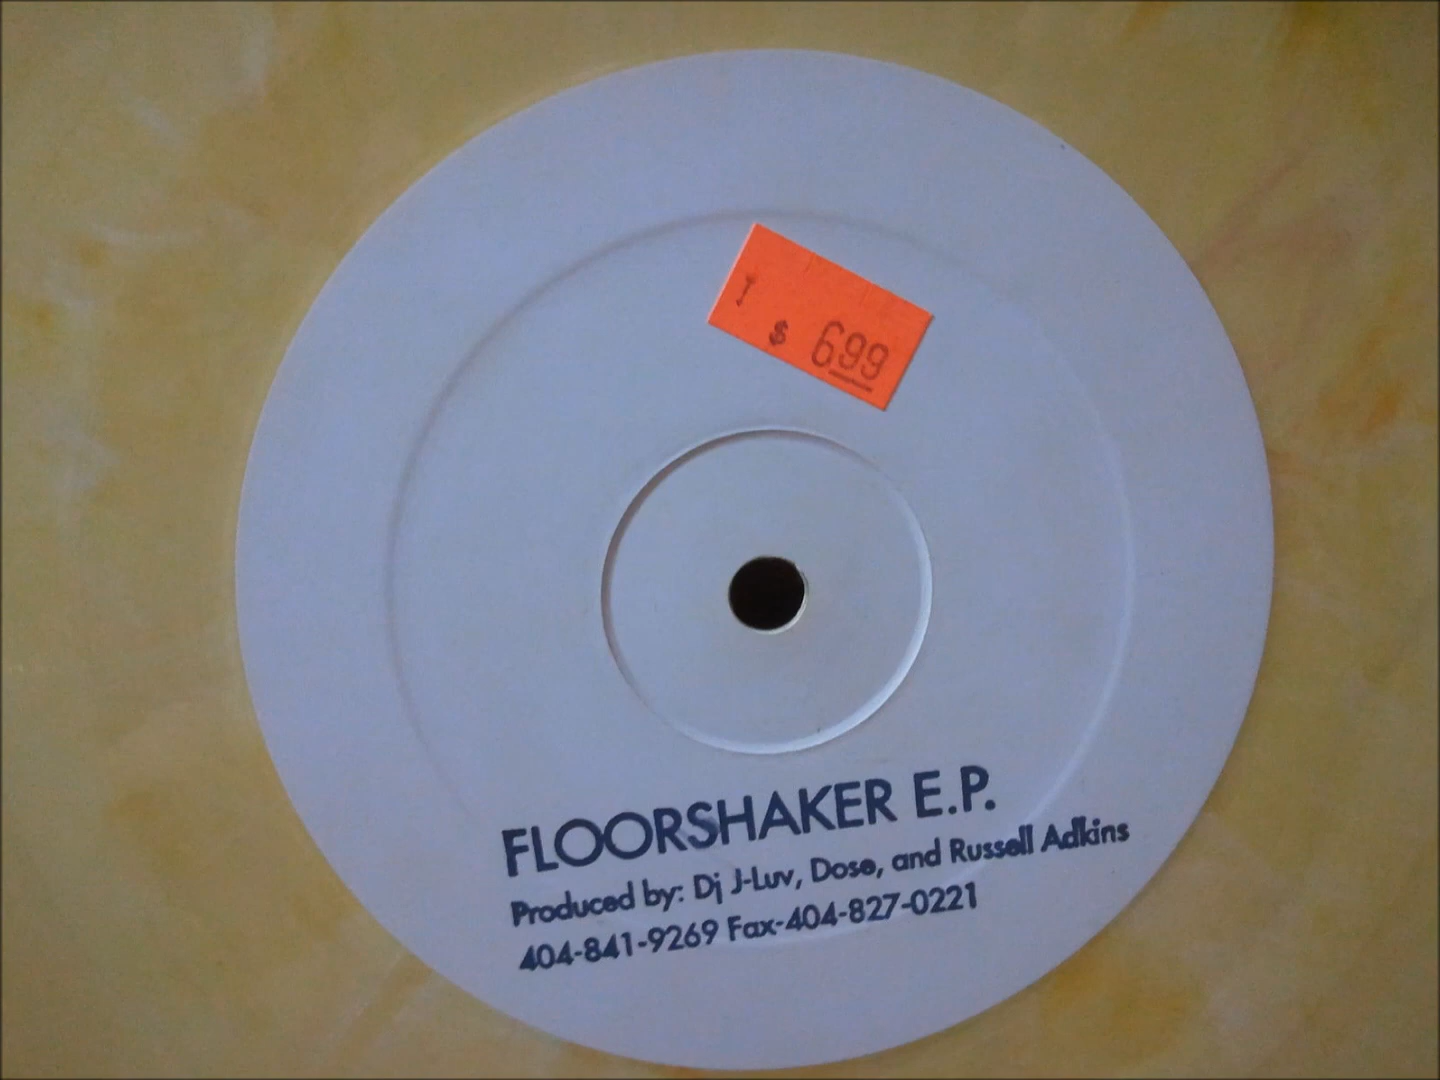 I
$ 699
FLOORSHAKER E.P.
Produced by: Dj J-Luv, Dose, and Russell Adkins
404-841-9269 Fax-404-827-0221